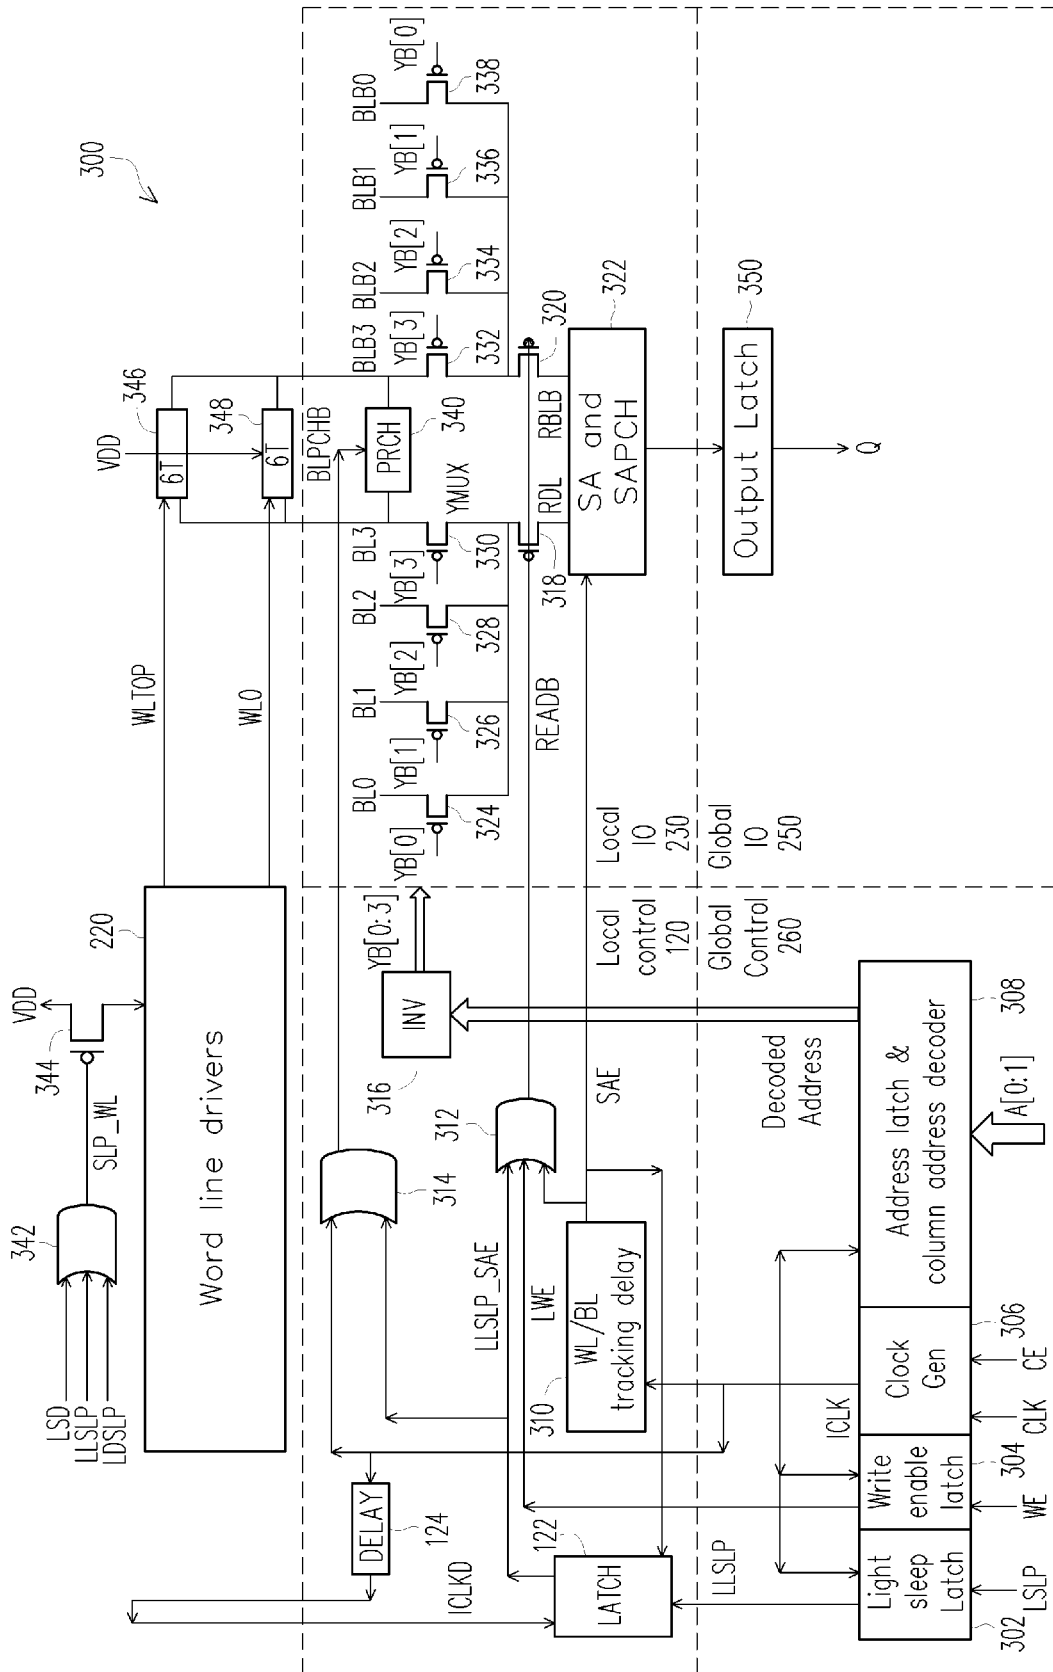 300
VDD
344
SLP_WL
342
LSD
LLSLP
LDSLP
220
Word line drivers
WLTOP
WL0
VDD
346
6T
348
6T
BLPCHB
PRCH
340
YMUX
BL0
BL1
BL2
BL3
BLB3
BLB2
BLB1
BLB0
YB[0]
YB[1]
YB[2]
YB[3]
YB[3]
YB[2]
YB[1]
YB[0]
324
326
328
330
332
334
336
338
YB[0:3]
INV
316
314
DELAY
124
ICLKD
LATCH
122
LLSLP_SAE
LWE
312
READB
318
RDL
RBLB
320
SA and
SAPCH
322
WL/BL
tracking delay
310
SAE
Local
control
120
Local
IO
230
Global
Control
260
Global
IO
250
Output Latch
350
Q
LLSLP
ICLK
Decoded
Address
Light
sleep
Latch
302
LSLP
Write
enable
latch
304
WE
Clock
Gen
306
CLK
CE
Address latch &
column address decoder
308
A[0:1]